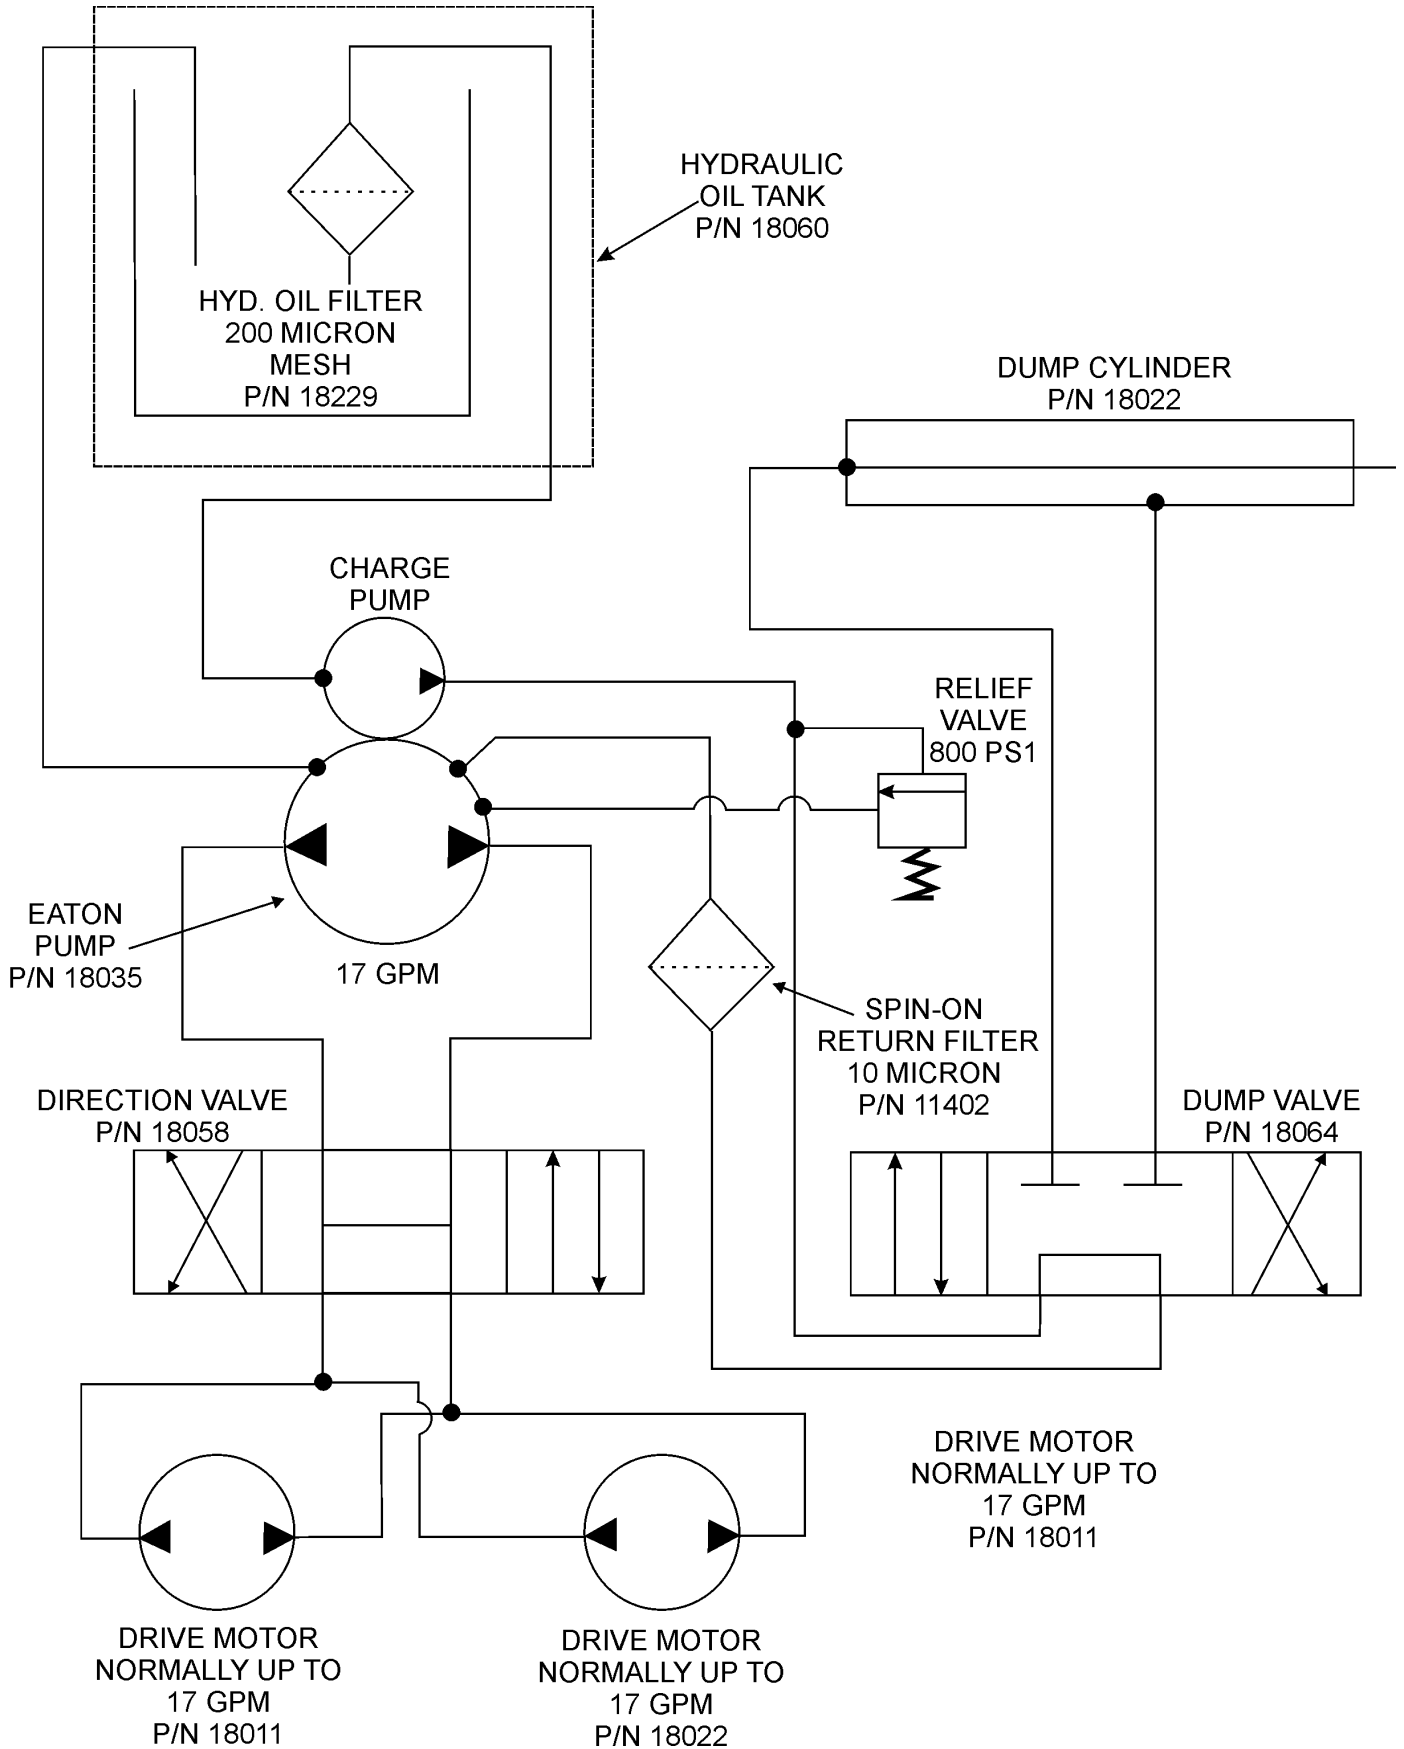 HYDRAULIC
OIL TANK
P/N 18060
HYD. OIL FILTER
200 MICRON
MESH
P/N 18229
DUMP CYLINDER
P/N 18022
CHARGE
PUMP
RELIEF
VALVE
800 PS1
EATON
PUMP
P/N 18035
17 GPM
SPIN-ON
RETURN FILTER
10 MICRON
P/N 11402
DIRECTION VALVE
P/N 18058
DUMP VALVE
P/N 18064
DRIVE MOTOR
NORMALLY UP TO
17 GPM
P/N 18011
DRIVE MOTOR
NORMALLY UP TO
17 GPM
P/N 18011
DRIVE MOTOR
NORMALLY UP TO
17 GPM
P/N 18022